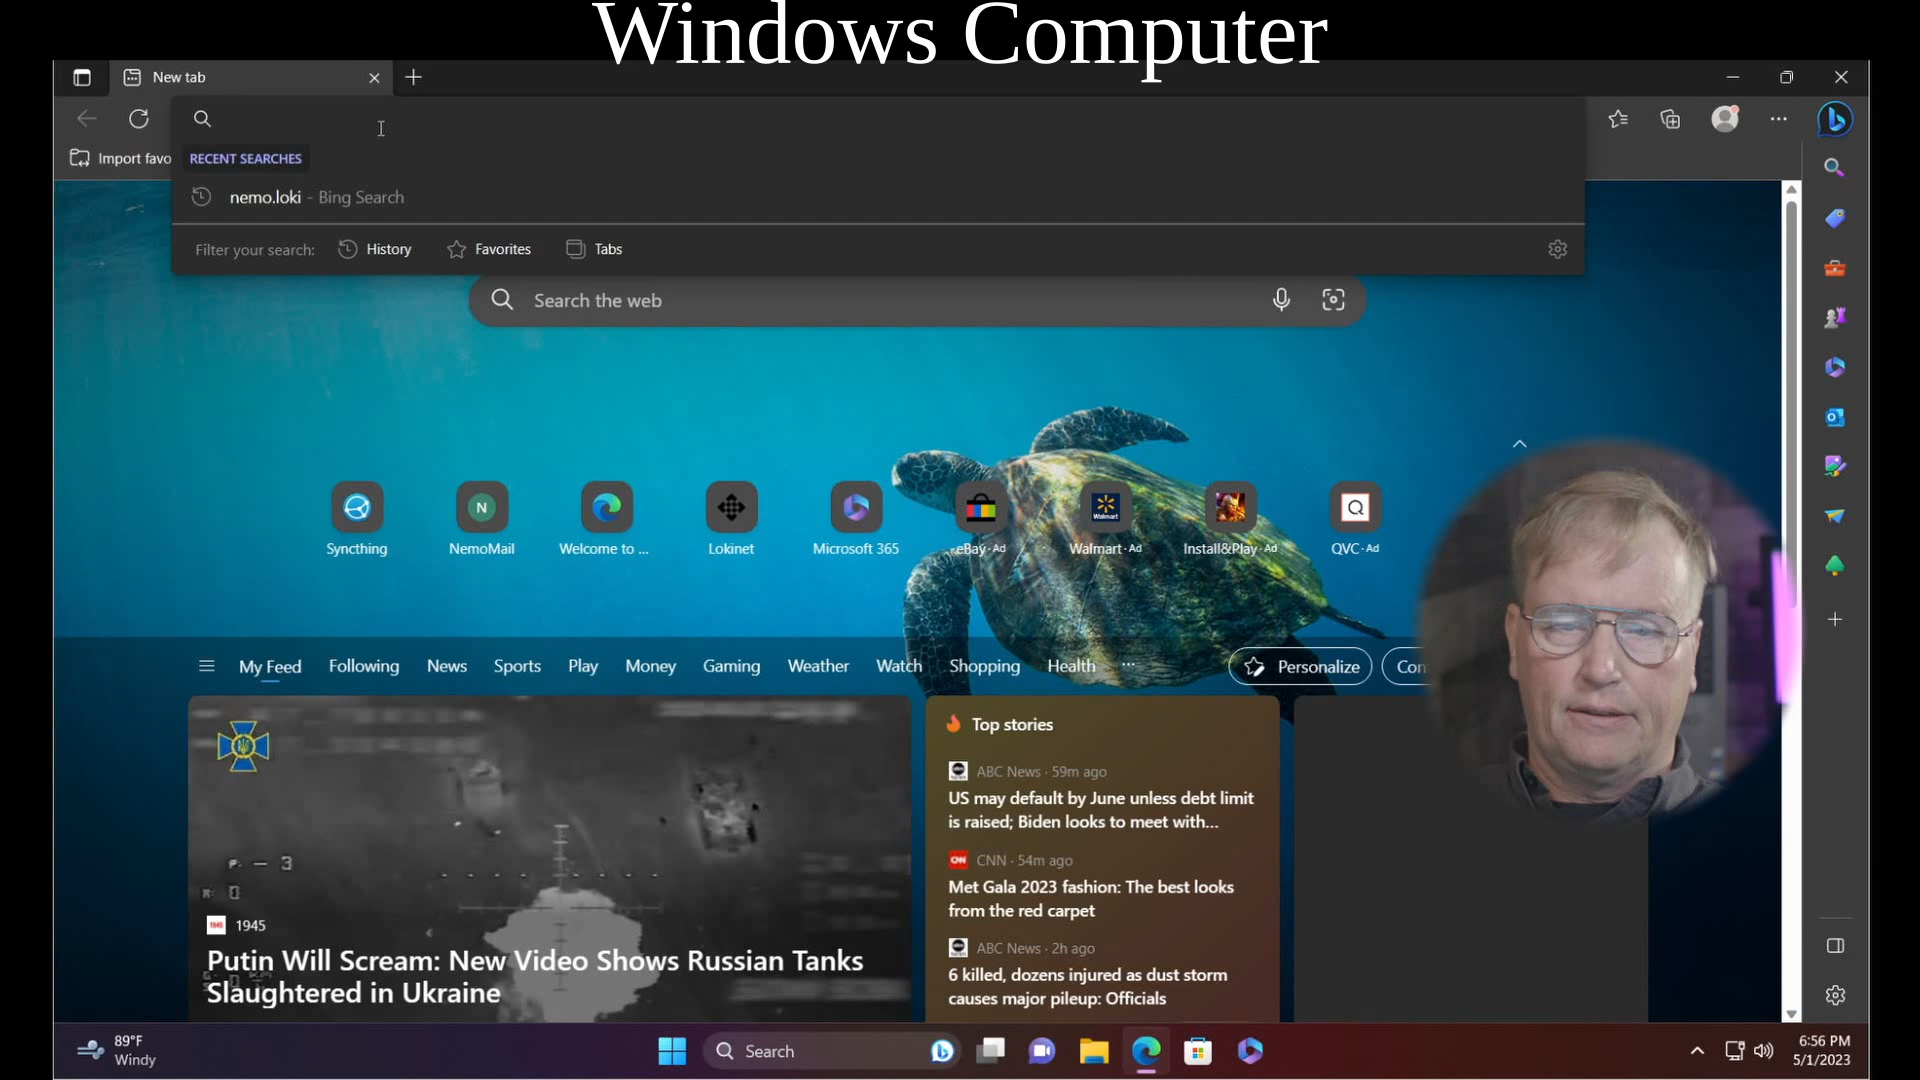 Windows Computer
New tab
Import favo
RECENT SEARCHES
nemo.loki - Bing Search
Filter your search:
History
Favorites
Tabs
Search the web
N
Syncthing
NemoMail
Welcome to ...
Lokinet
Microsoft 365
eBay · Ad
Walmart
Walmart · Ad
Install&Play · Ad
Q
QVC · Ad
My Feed
Following
News
Sports
Play
Money
Gaming
Weather
Watch
Shopping
Health
...
Personalize
Con
3
1945
Putin Will Scream: New Video Shows Russian Tanks
Slaughtered in Ukraine
Top stories
ABC News · 59m ago
US may default by June unless debt limit
is raised; Biden looks to meet with...
CNN · 54m ago
Met Gala 2023 fashion: The best looks
from the red carpet
ABC News · 2h ago
6 killed, dozens injured as dust storm
causes major pileup: Officials
89°F
Windy
Search
6:56 PM
5/1/2023